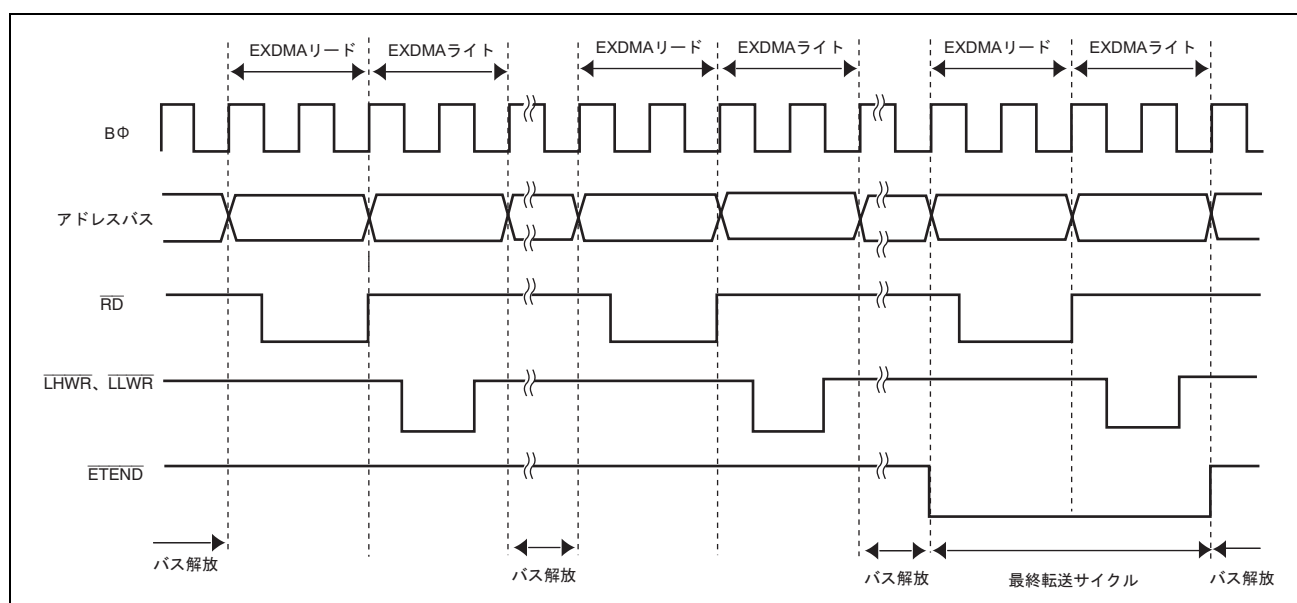 EXDMAリード EXDMAライト EXDMAリード EXDMAライト EXDMAリード EXDMAライト
BΦ
アドレスバス
RD
LHWR、LLWR
ETEND
バス解放 バス解放 バス解放 最終転送サイクル バス解放